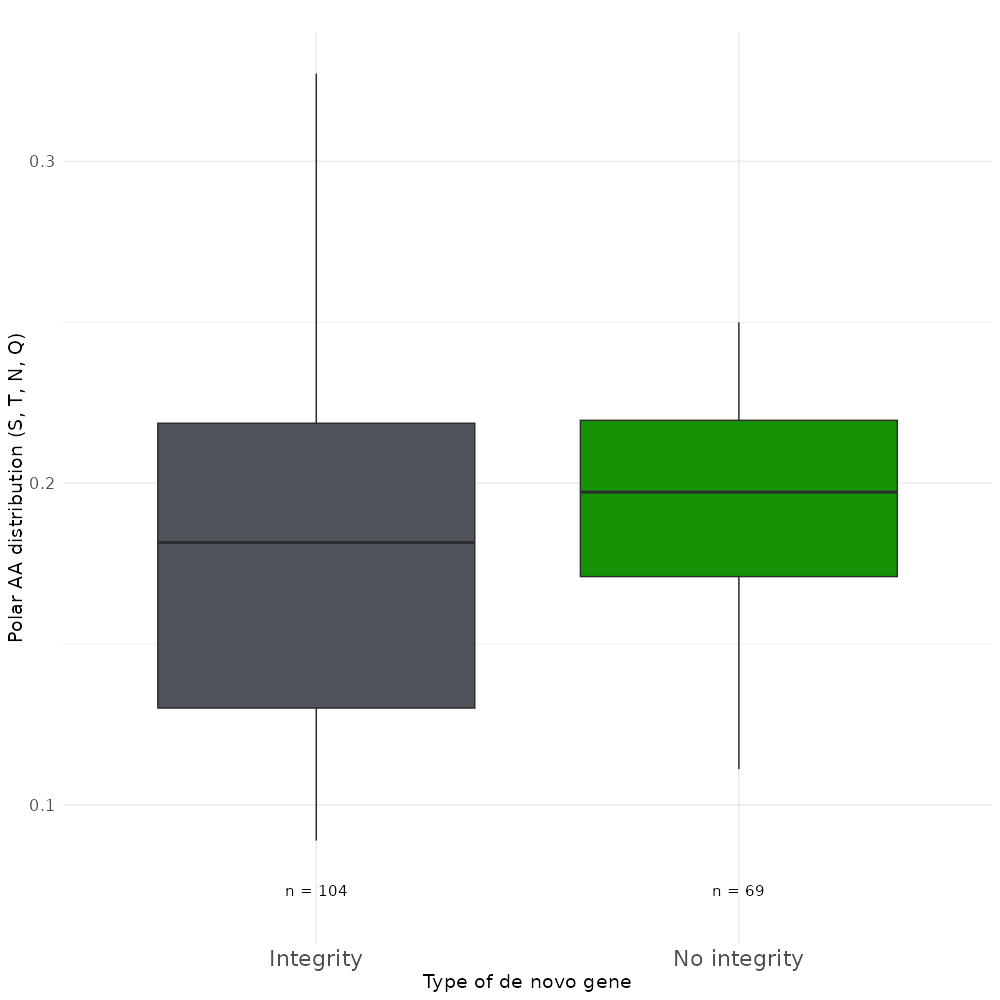 Polar AA distribution (S, T, N, Q)
0.3
0.2
0.1
n = 104
n = 69
Integrity
No integrity
Type of de novo gene